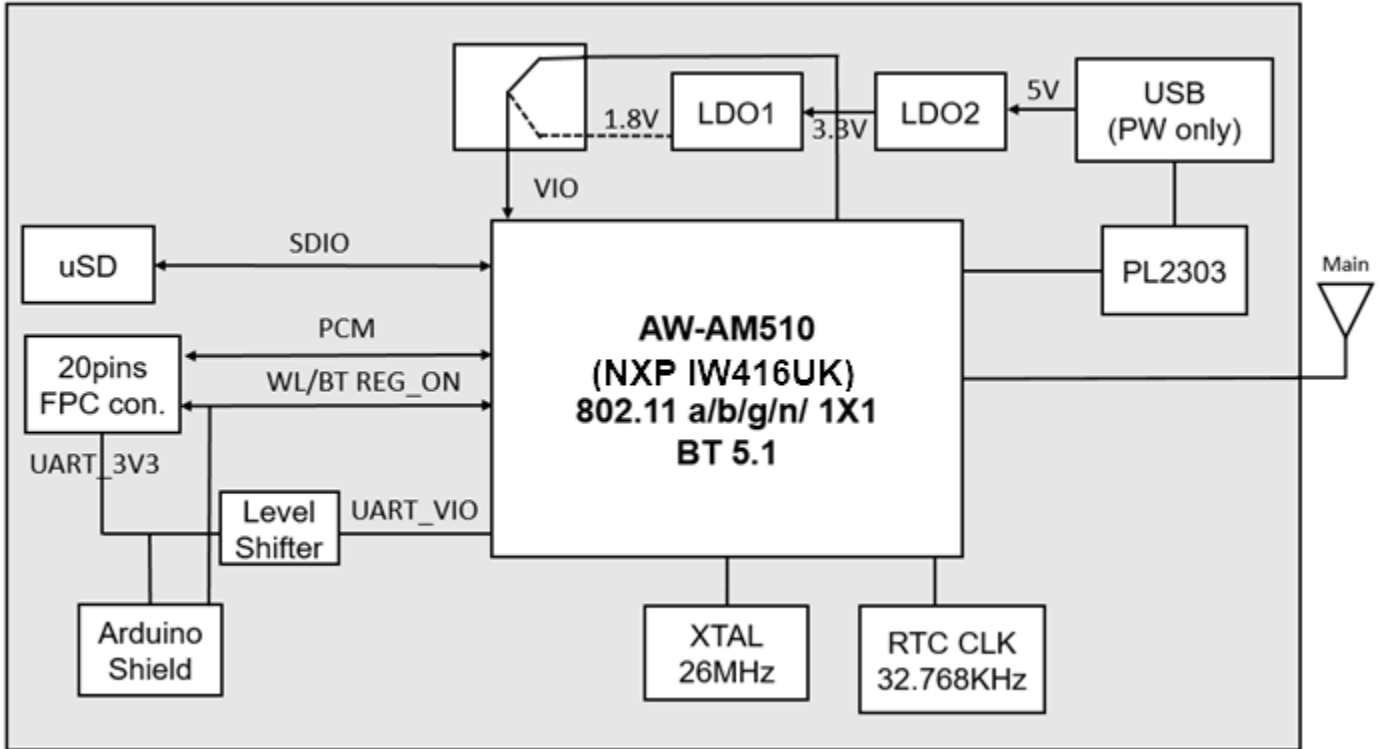 LDO1
LDO2
USB
(PW only)
5V
3.3V
1.8V
VIO
uSD
SDIO
PL2303
Main
20pins
FPC con.
PCM
WL/BT REG_ON
AW-AM510
(NXP IW416UK)
802.11 a/b/g/n/ 1X1
BT 5.1
UART_3V3
Level
Shifter
UART_VIO
Arduino
Shield
XTAL
26MHz
RTC CLK
32.768KHz